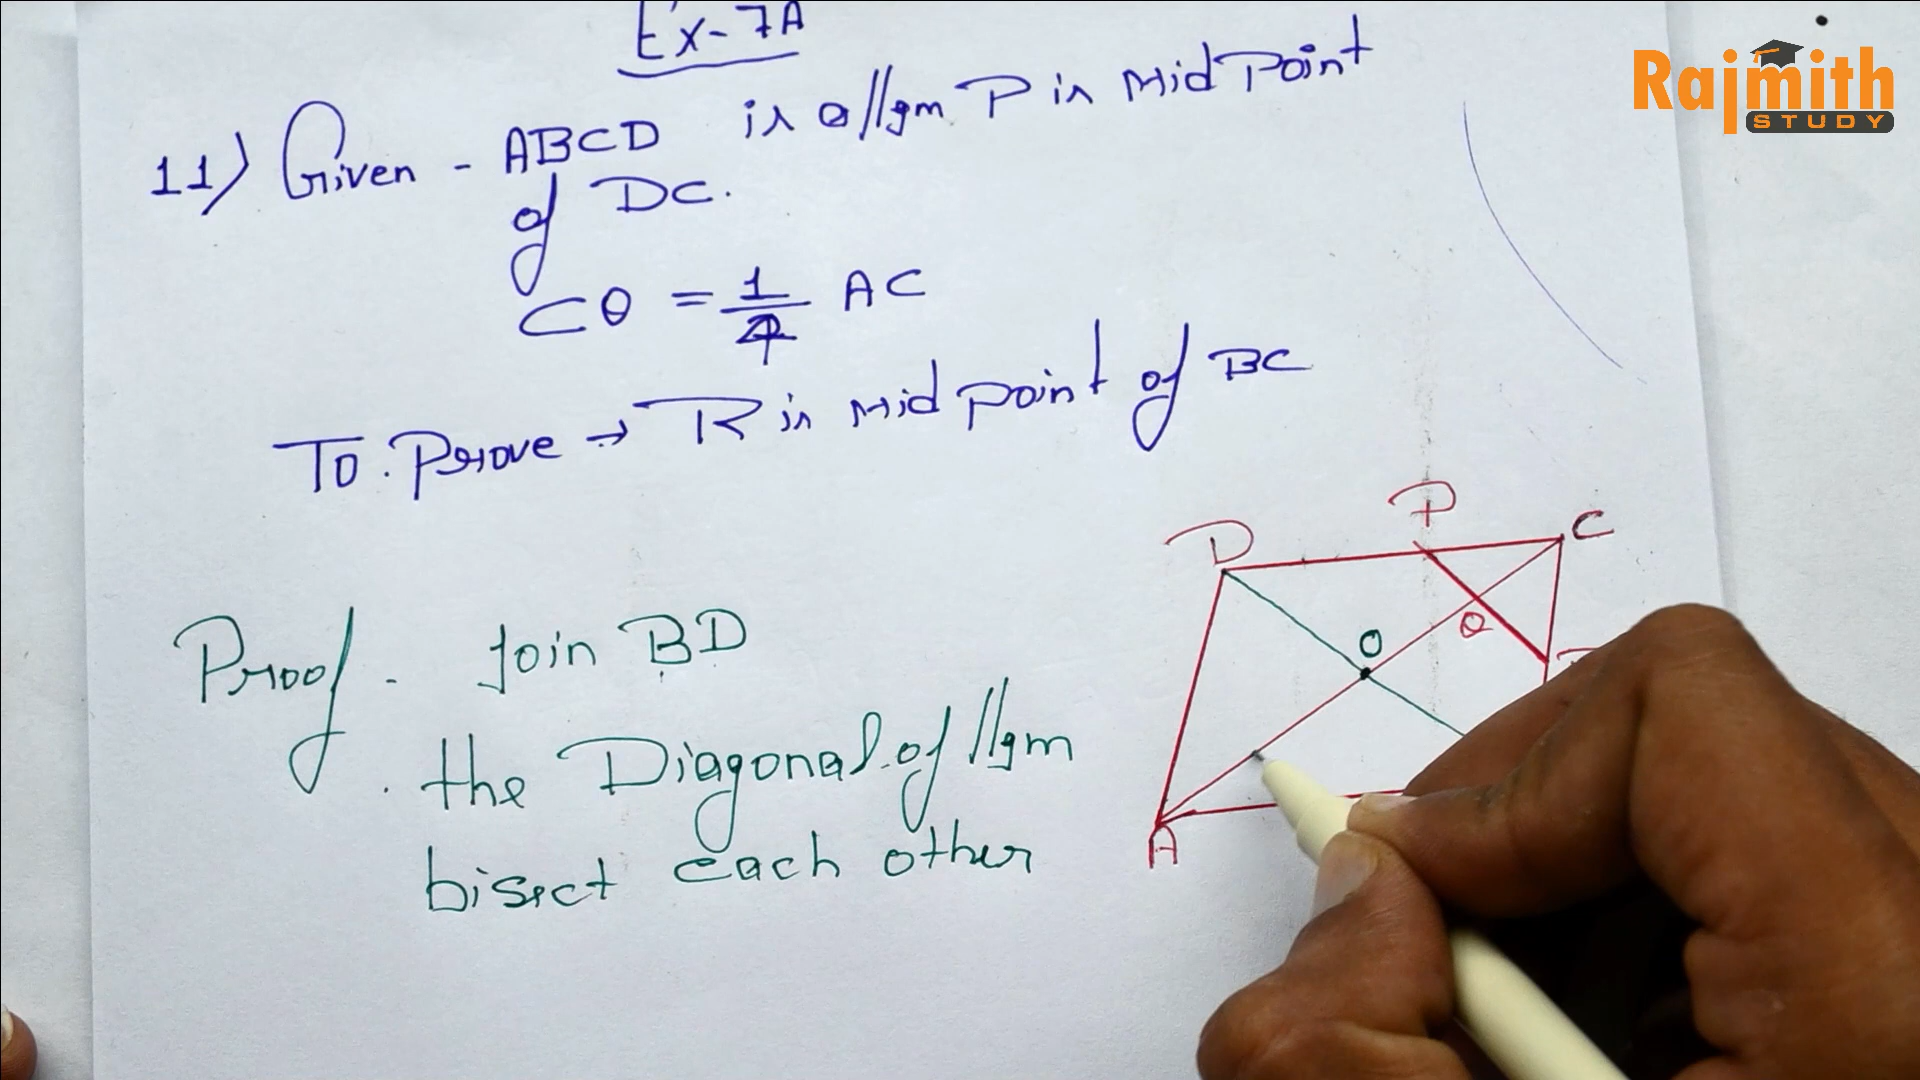 Ex-7A
11) Given - ABCD is a //gm P is Mid Point
of DC.
CQ = 1/4 AC
To. Prove → R is Mid point of BC
Proof - Join BD
. the Diagonal of //gm
bisect each other
D P C
O Q
A
Rajmith
STUDY